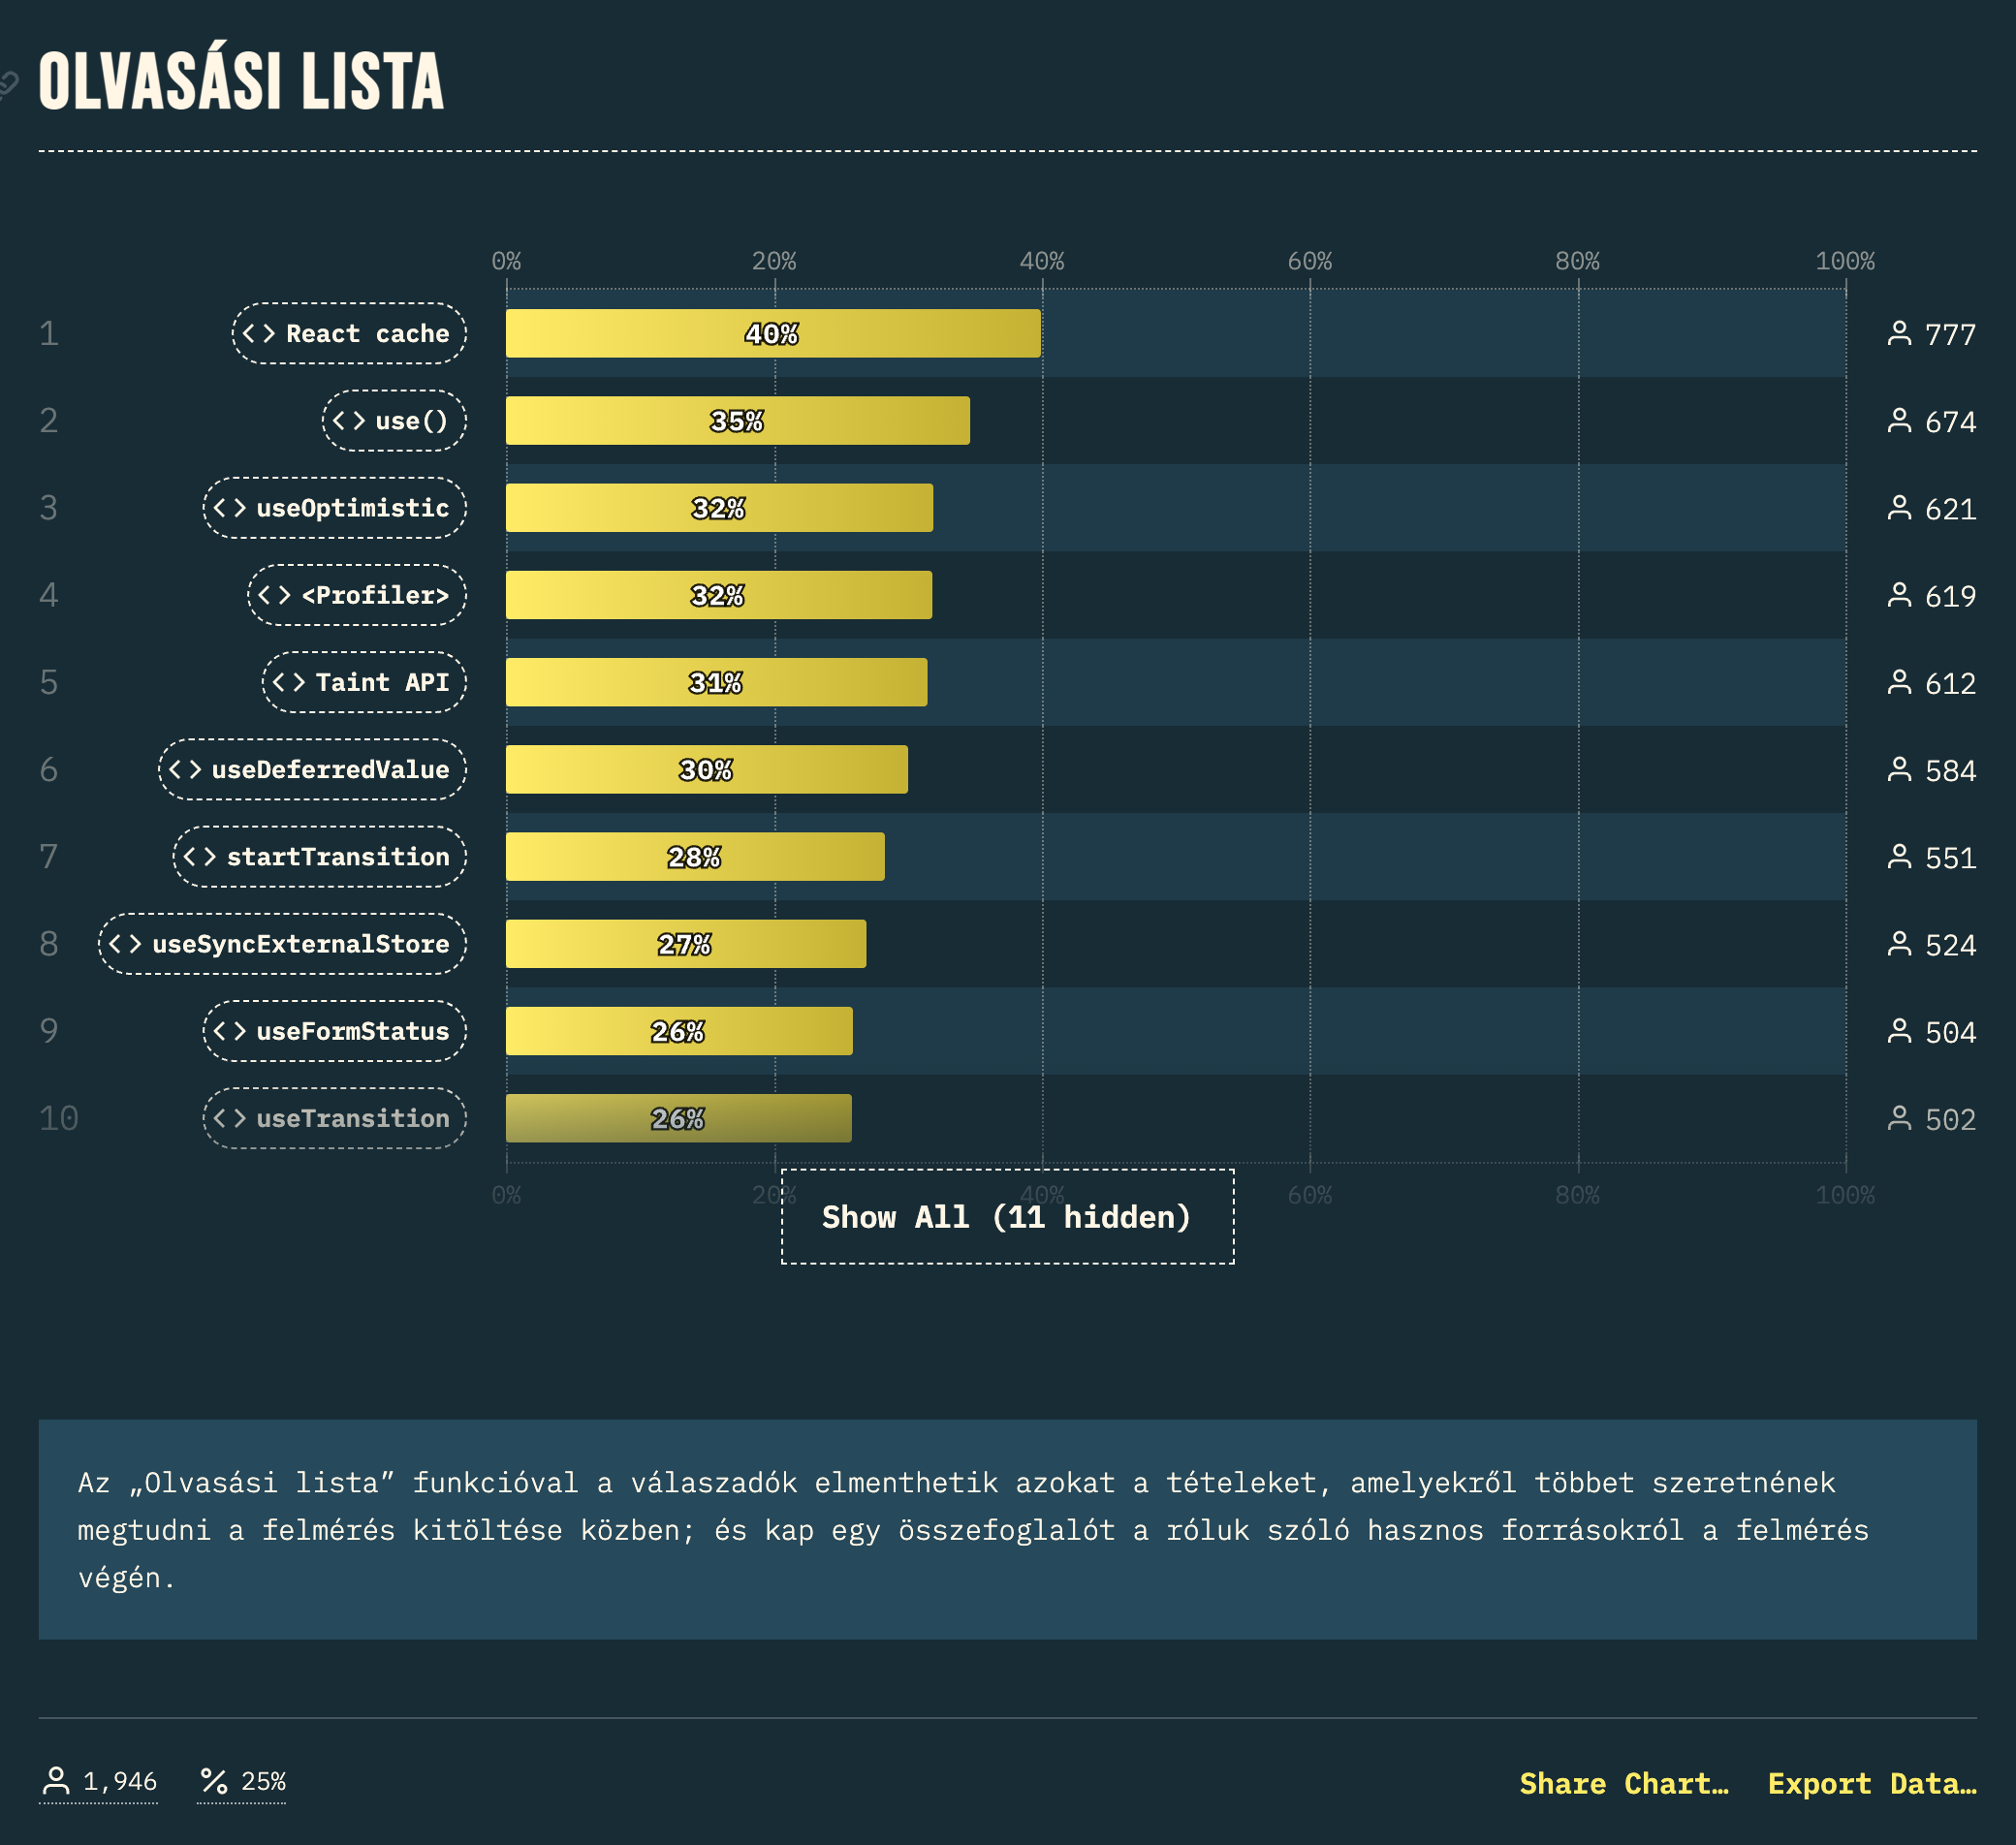 OLVASÁSI LISTA
0% 20% 40% 60% 80% 100%
1 <> React cache 40% 777
2 <> use() 35% 674
3 <> useOptimistic 32% 621
4 <> <Profiler> 32% 619
5 <> Taint API 31% 612
6 <> useDeferredValue 30% 584
7 <> startTransition 28% 551
8 <> useSyncExternalStore 27% 524
9 <> useFormStatus 26% 504
10 <> useTransition 26% 502
0% 20% 40% 60% 80% 100%
Show All (11 hidden)
Az „Olvasási lista” funkcióval a válaszadók elmenthetik azokat a tételeket, amelyekről többet szeretnének
megtudni a felmérés kitöltése közben; és kap egy összefoglalót a róluk szóló hasznos forrásokról a felmérés
végén.
1,946 % 25% Share Chart… Export Data…